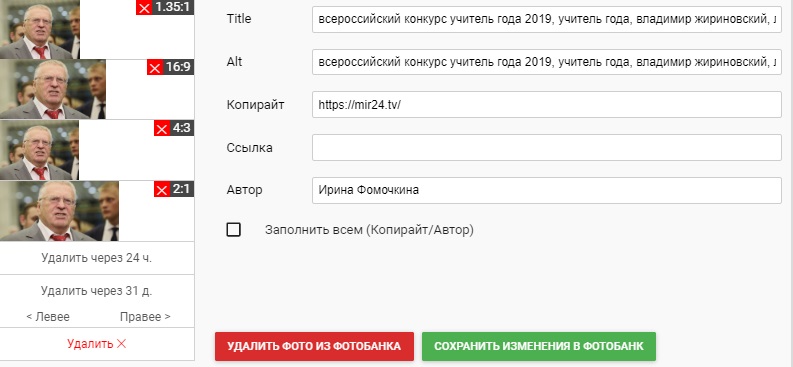 1.35:1
16:9
4:3
2:1
Удалить через 24 ч.
Удалить через 31 д.
< Левее Правее >
Удалить
Title всероссийский конкурс учитель года 2019, учитель года, владимир жириновский,
Alt всероссийский конкурс учитель года 2019, учитель года, владимир жириновский,
Копирайт https://mir24.tv/
Ссылка
Автор Ирина Фомочкина
Заполнить всем (Копирайт/Автор)
УДАЛИТЬ ФОТО ИЗ ФОТОБАНКА СОХРАНИТЬ ИЗМЕНЕНИЯ В ФОТОБАНК